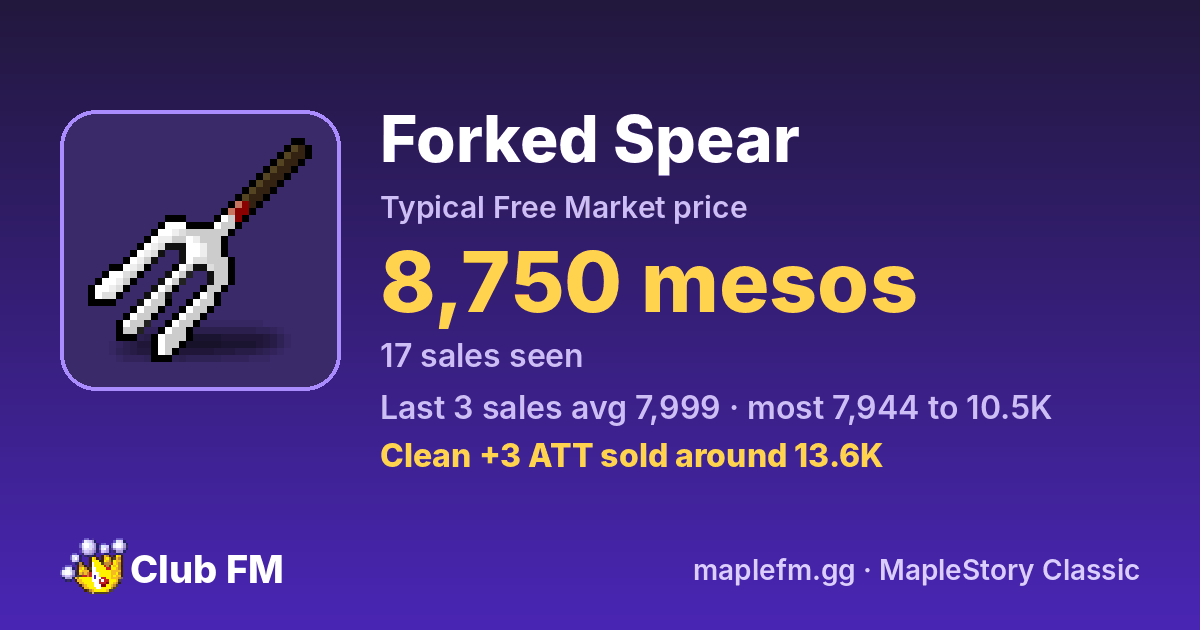 Forked Spear
Typical Free Market price
8,750 mesos
17 sales seen
Last 3 sales avg 7,999 · most 7,944 to 10.5K
Clean +3 ATT sold around 13.6K
Club FM
maplefm.gg · MapleStory Classic